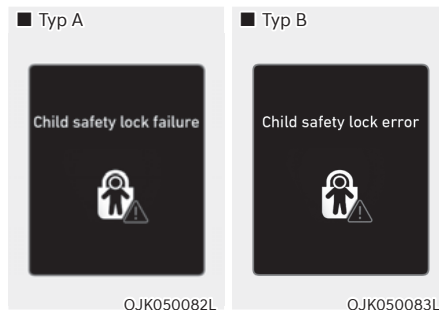 ■ Typ A
Child safety lock failure
OJK050082L
■ Typ B
Child safety lock error
OJK050083L